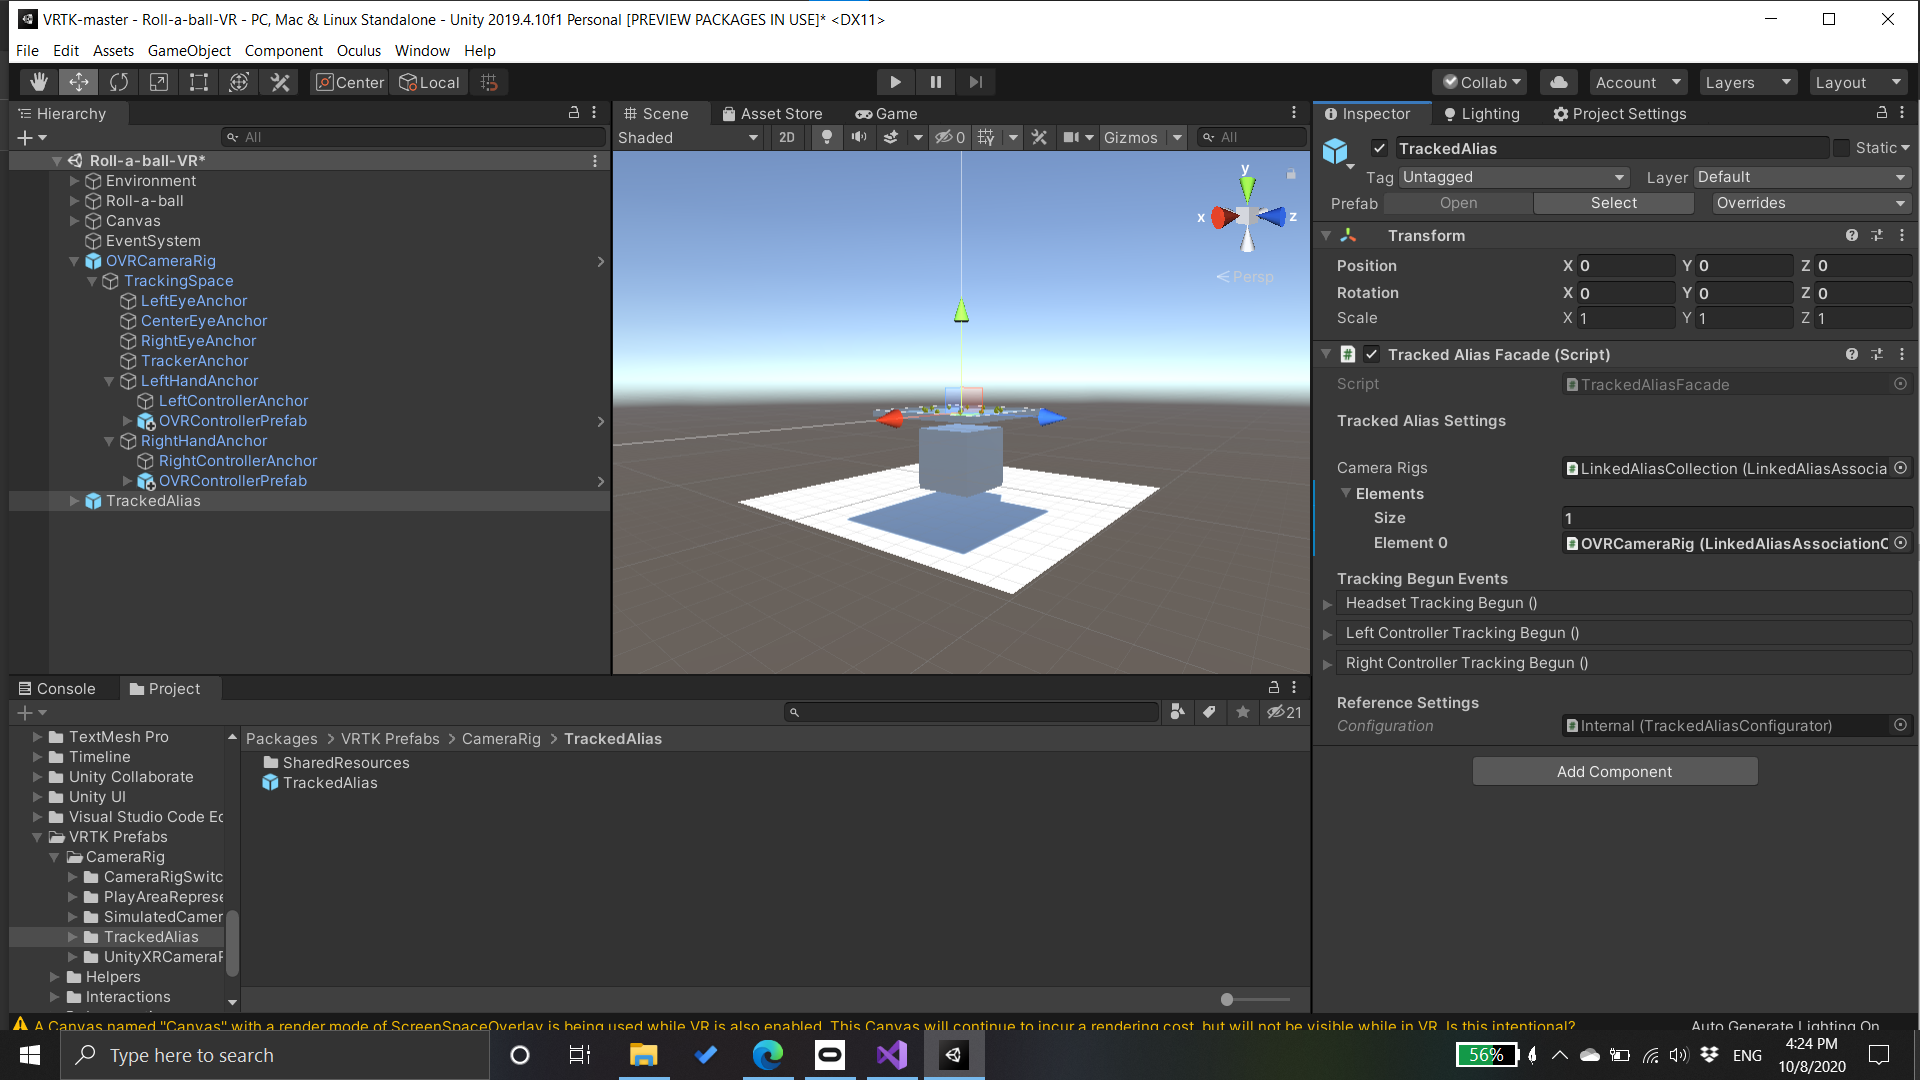 VRTK-master - Roll-a-ball-VR - PC, Mac & Linux Standalone - Unity 2019.4.10f1 Personal [PREVIEW PACKAGES IN USE]* <DX11>
File Edit Assets GameObject Component Oculus Window Help
Center Local Collab Account Layers Layout
Hierarchy
All
Roll-a-ball-VR*
Environment
Roll-a-ball
Canvas
EventSystem
OVRCameraRig
TrackingSpace
LeftEyeAnchor
CenterEyeAnchor
RightEyeAnchor
TrackerAnchor
LeftHandAnchor
LeftControllerAnchor
OVRControllerPrefab
RightHandAnchor
RightControllerAnchor
OVRControllerPrefab
TrackedAlias
Scene Asset Store Game
Shaded 2D 0 Gizmos All
y
x z
Persp
Inspector Lighting Project Settings
TrackedAlias Static
Tag Untagged Layer Default
Prefab Open Select Overrides
Transform
Position X 0 Y 0 Z 0
Rotation X 0 Y 0 Z 0
Scale X 1 Y 1 Z 1
Tracked Alias Facade (Script)
Script TrackedAliasFacade
Tracked Alias Settings
Camera Rigs LinkedAliasCollection (LinkedAliasAssocia
Elements
Size 1
Element 0 OVRCameraRig (LinkedAliasAssociationC
Tracking Begun Events
Headset Tracking Begun ()
Left Controller Tracking Begun ()
Right Controller Tracking Begun ()
Reference Settings
Configuration Internal (TrackedAliasConfigurator)
Add Component
Console Project
21
TextMesh Pro
Timeline
Unity Collaborate
Unity UI
Visual Studio Code Ec
VRTK Prefabs
CameraRig
CameraRigSwitc
PlayAreaReprese
SimulatedCamer
TrackedAlias
UnityXRCameraR
Helpers
Interactions
Packages > VRTK Prefabs > CameraRig > TrackedAlias
SharedResources
TrackedAlias
A Canvas named "Canvas" with a render mode of ScreenSpaceOverlay is being used while VR is also enabled. This Canvas will continue to incur a rendering cost, but will not be visible while in VR. Is this intentional?
Auto Generate Lighting On
Type here to search
56%
ENG
4:24 PM
10/8/2020